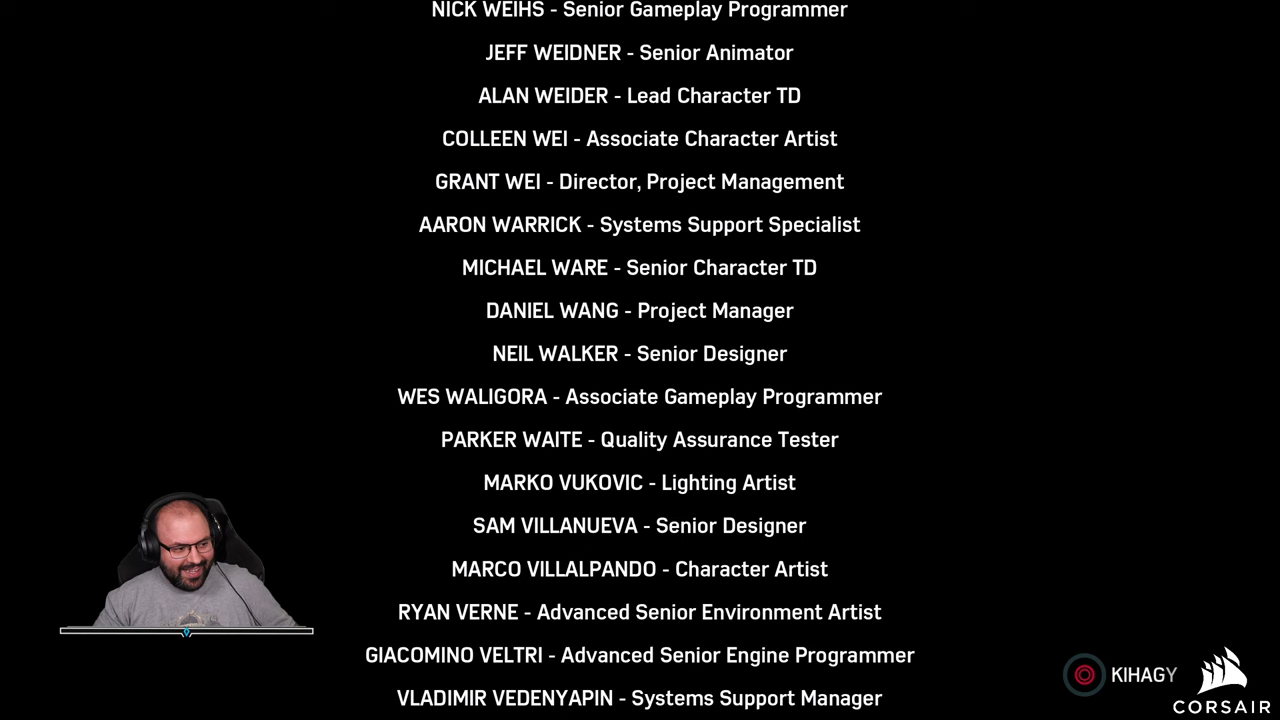 NICK WEIHS - Senior Gameplay Programmer
JEFF WEIDNER - Senior Animator
ALAN WEIDER - Lead Character TD
COLLEEN WEI - Associate Character Artist
GRANT WEI - Director, Project Management
AARON WARRICK - Systems Support Specialist
MICHAEL WARE - Senior Character TD
DANIEL WANG - Project Manager
NEIL WALKER - Senior Designer
WES WALIGORA - Associate Gameplay Programmer
PARKER WAITE - Quality Assurance Tester
MARKO VUKOVIC - Lighting Artist
SAM VILLANUEVA - Senior Designer
MARCO VILLALPANDO - Character Artist
RYAN VERNE - Advanced Senior Environment Artist
GIACOMINO VELTRI - Advanced Senior Engine Programmer
VLADIMIR VEDENYAPIN - Systems Support Manager
KIHAGY
CORSAIR